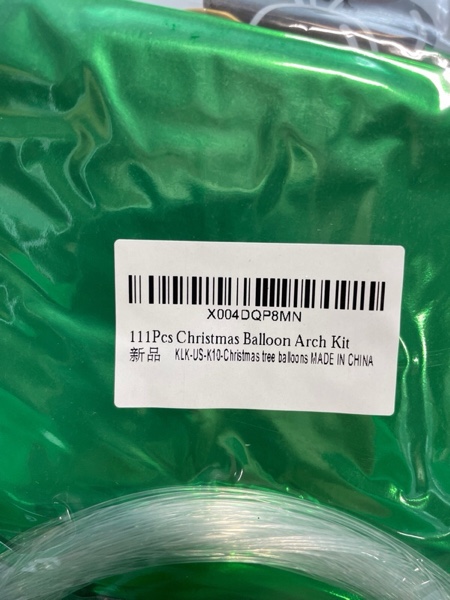 X004DQP8MN
111Pcs Christmas Balloon Arch Kit
新品 KLK-US-K10-Christmas tree balloons MADE IN CHINA